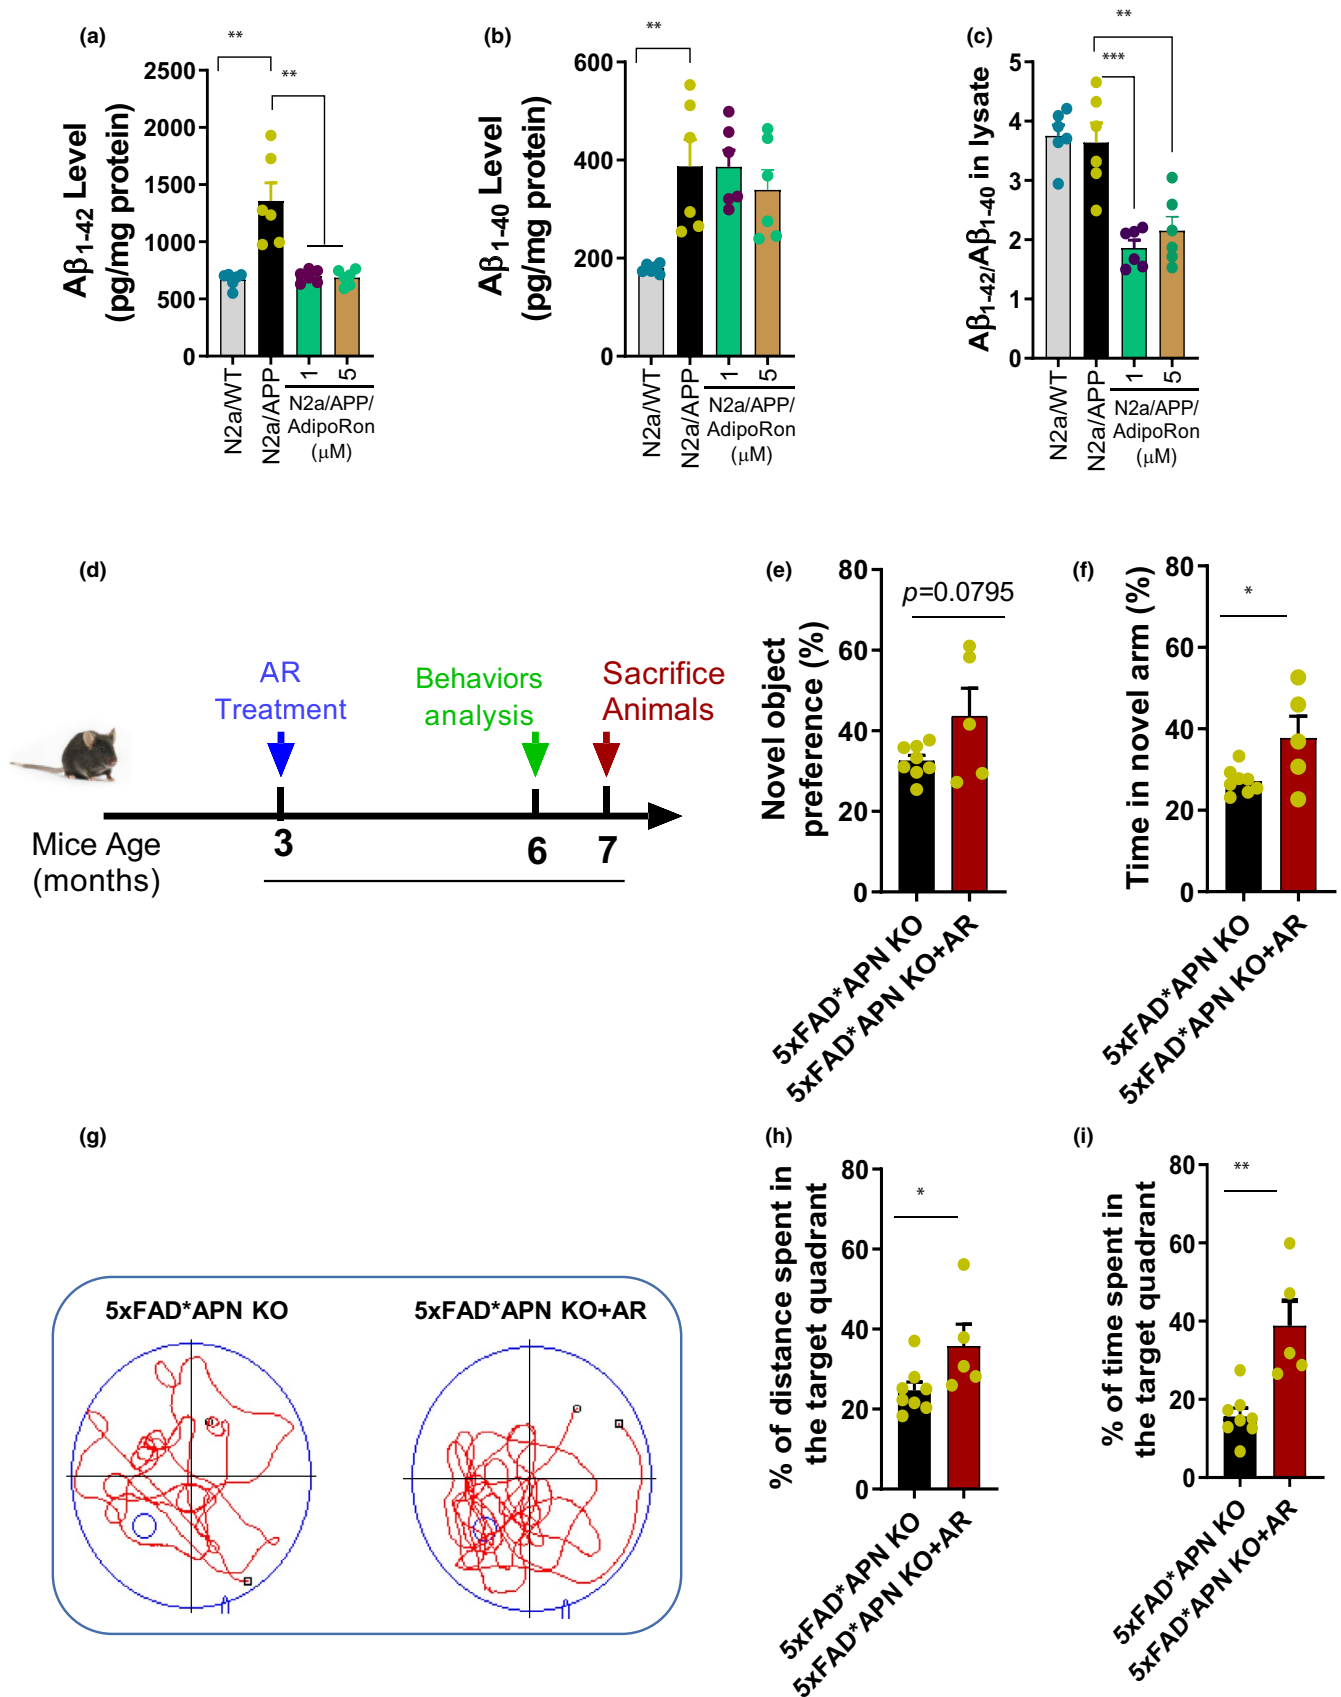 (a)
**
**
2500
2000
1500
1000
500
0
Aβ1-42 Level
(pg/mg protein)
N2a/WT
N2a/APP
1
5
N2a/APP/
AdipoRon
(μM)
(b)
**
600
400
200
0
Aβ1-40 Level
(pg/mg protein)
N2a/WT
N2a/APP
1
5
N2a/APP/
AdipoRon
(μM)
(c)
**
***
5
4
3
2
1
0
Aβ1-42/Aβ1-40 in lysate
N2a/WT
N2a/APP
1
5
N2a/APP/
AdipoRon
(μM)
(d)
AR
Treatment
Behaviors
analysis
Sacrifice
Animals
Mice Age
(months)
3
6
7
(e)
p=0.0795
80
60
40
20
0
Novel object
preference (%)
5xFAD*APN KO
5xFAD*APN KO+AR
(f)
*
80
60
40
20
0
Time in novel arm (%)
5xFAD*APN KO
5xFAD*APN KO+AR
(g)
5xFAD*APN KO
5xFAD*APN KO+AR
(h)
*
80
60
40
20
0
% of distance spent in
the target quadrant
5xFAD*APN KO
5xFAD*APN KO+AR
(i)
**
80
60
40
20
0
% of time spent in
the target quadrant
5xFAD*APN KO
5xFAD*APN KO+AR